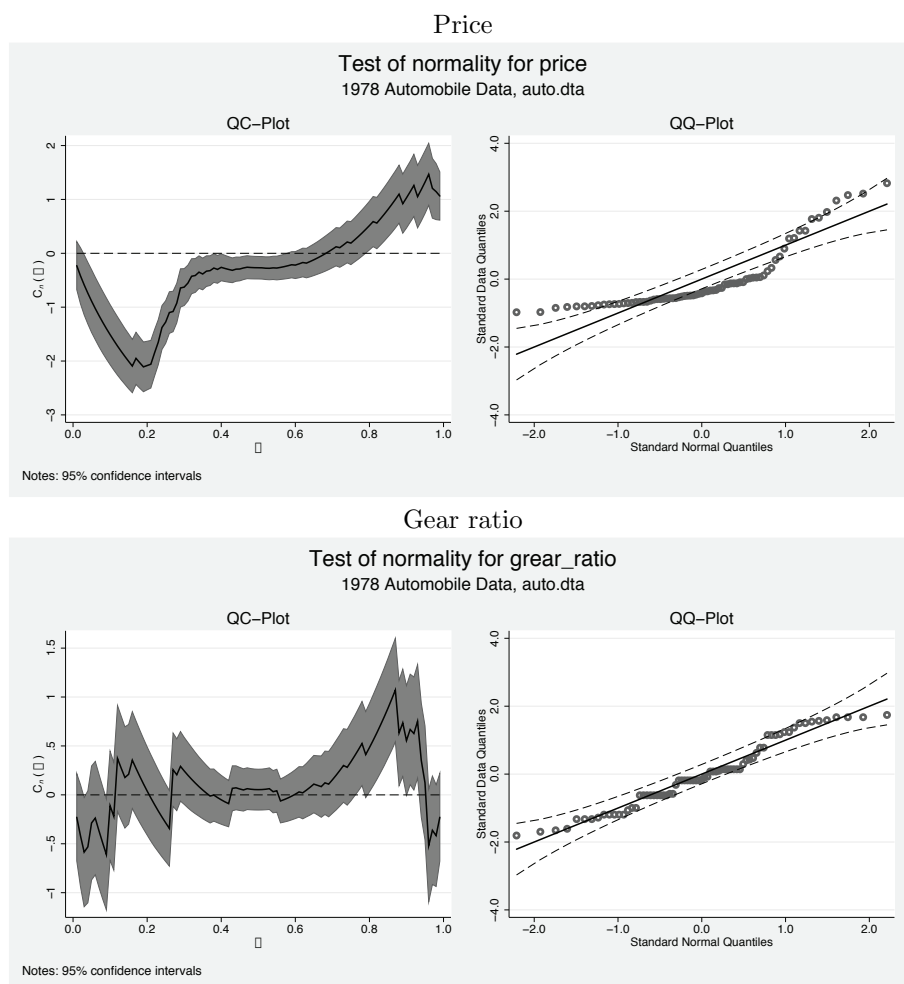 Price
Test of normality for price
1978 Automobile Data, auto.dta
QC−Plot
2
1
0
−1
−2
−3
Cn (▯)
0.0 0.2 0.4 0.6 0.8 1.0
▯
QQ−Plot
4.0
2.0
0.0
−2.0
−4.0
Standard Data Quantiles
−2.0 −1.0 0.0 1.0 2.0
Standard Normal Quantiles
Notes: 95% confidence intervals
Gear ratio
Test of normality for grear_ratio
1978 Automobile Data, auto.dta
QC−Plot
1.5
1
.5
0
−.5
−1
Cn (▯)
0.0 0.2 0.4 0.6 0.8 1.0
▯
QQ−Plot
4.0
2.0
0.0
−2.0
−4.0
Standard Data Quantiles
−2.0 −1.0 0.0 1.0 2.0
Standard Normal Quantiles
Notes: 95% confidence intervals